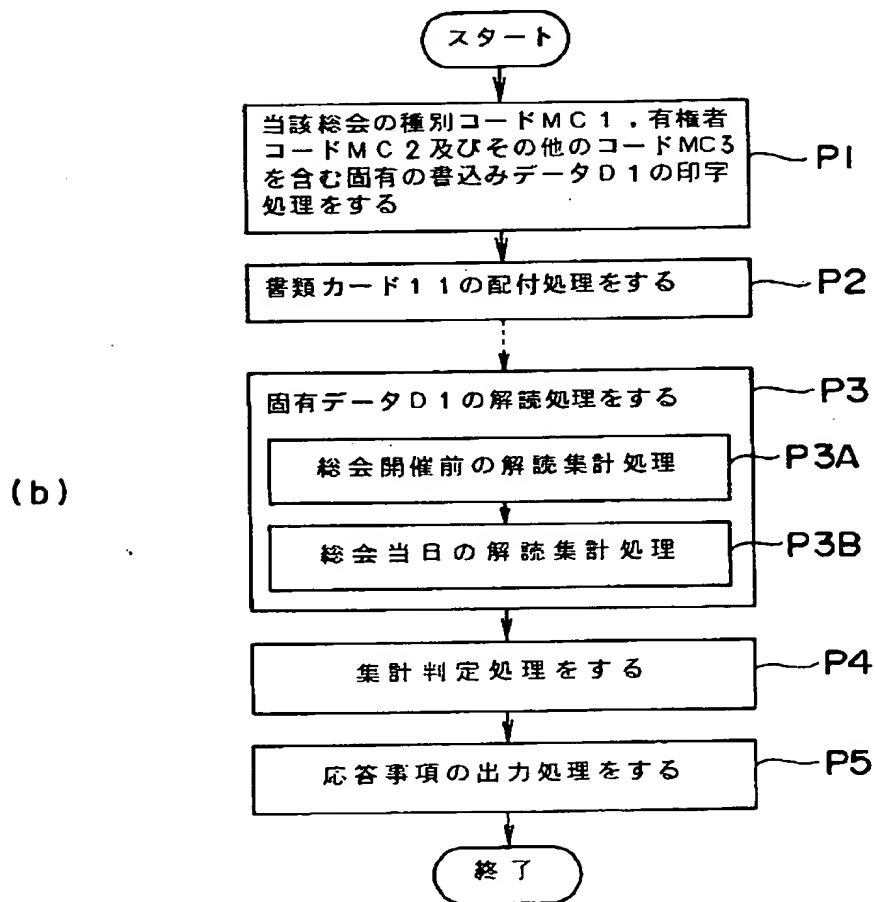 スタート
当該総会の種別コードMC1，有権者
コードMC2及びその他のコードMC3
を含む固有の書込みデータD1の印字
処理をする
P1
書類カード11の配付処理をする
P2
固有データD1の解読処理をする
P3
総会開催前の解読集計処理
P3A
(b)
総会当日の解読集計処理
P3B
集計判定処理をする
P4
応答事項の出力処理をする
P5
終了